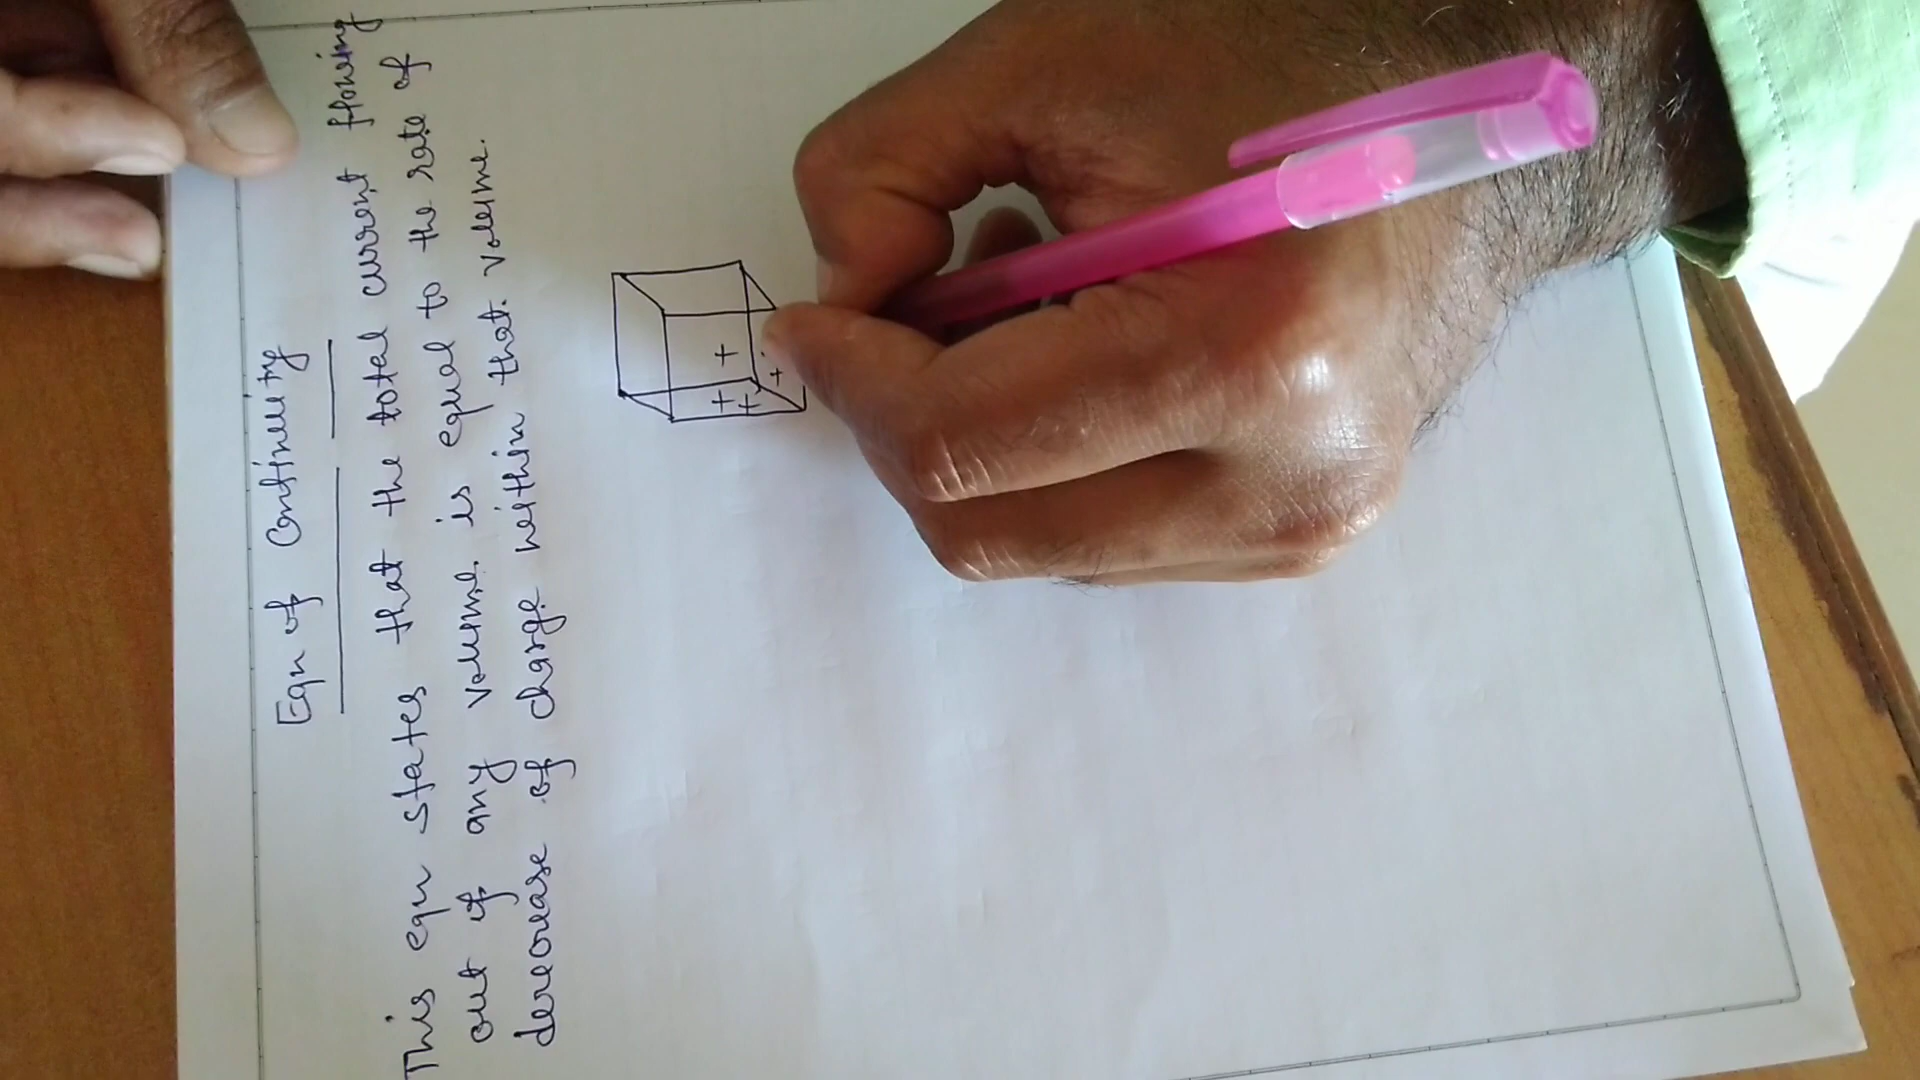 Eqn of Continuity
This eqn states that the total current flowing
out of any volume is equal to the rate of
decrease of charge within that. volume.
+
+
+ +